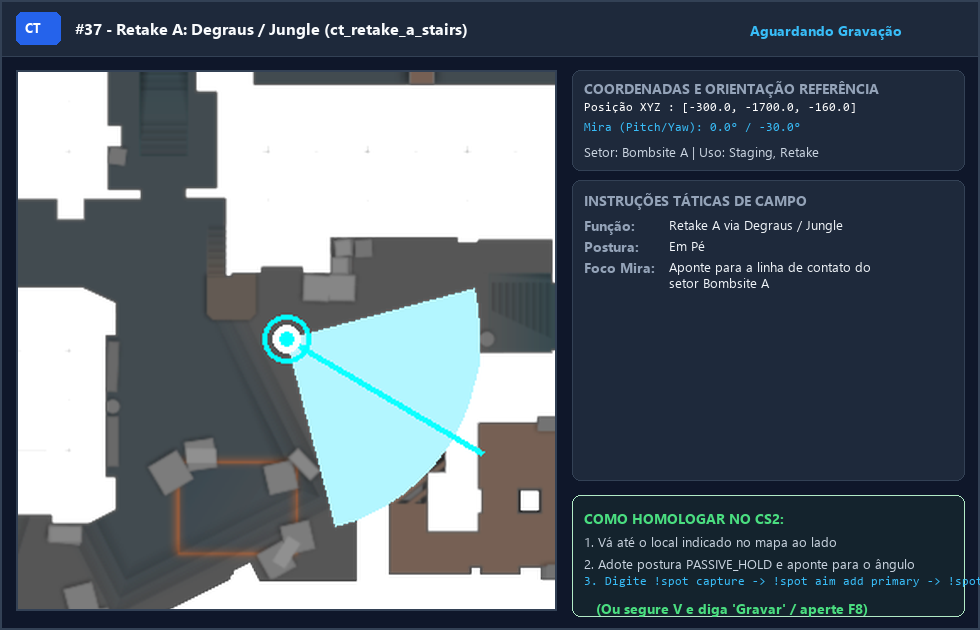 CT
#37 - Retake A: Degraus / Jungle (ct_retake_a_stairs)
Aguardando Gravação
COORDENADAS E ORIENTAÇÃO REFERÊNCIA
Posição XYZ : [-300.0, -1700.0, -160.0]
Mira (Pitch/Yaw): 0.0° / -30.0°
Setor: Bombsite A | Uso: Staging, Retake
INSTRUÇÕES TÁTICAS DE CAMPO
Função: Retake A via Degraus / Jungle
Postura: Em Pé
Foco Mira: Aponte para a linha de contato do
setor Bombsite A
COMO HOMOLOGAR NO CS2:
1. Vá até o local indicado no mapa ao lado
2. Adote postura PASSIVE_HOLD e aponte para o ângulo
3. Digite !spot capture -> !spot aim add primary -> !spot
(Ou segure V e diga 'Gravar' / aperte F8)